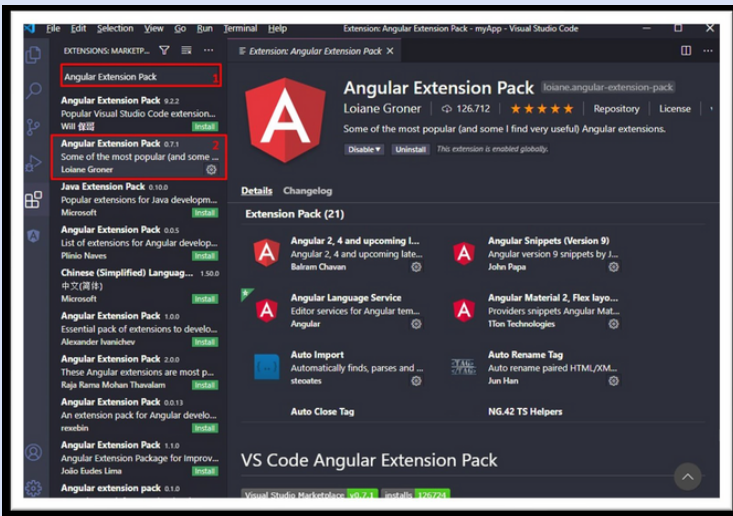 File Edit Selection View Go Run Terminal Help
Extension: Angular Extension Pack - myApp - Visual Studio Code
EXTENSIONS: MARKETP...
Extension: Angular Extension Pack
Angular Extension Pack 1
Angular Extension Pack 9.2.2
Popular Visual Studio Code extension...
Will 保哥
Install
Angular Extension Pack 0.7.1 2
Some of the most popular (and some ...
Loiane Groner
Java Extension Pack 0.10.0
Popular extensions for Java developm...
Microsoft
Install
Angular Extension Pack 0.0.5
List of extensions for Angular develop...
Plinio Naves
Install
Chinese (Simplified) Languag... 1.50.0
中文(简体)
Microsoft
Install
Angular Extension Pack 1.0.0
Essential pack of extensions to develo...
Alexander Ivanichev
Install
Angular Extension Pack 2.0.0
These Angular extensions are most p...
Raja Rama Mohan Thavalam
Install
Angular Extension Pack 0.0.13
An extension pack for Angular develo...
rexebin
Install
Angular Extension Pack 1.1.0
Angular Extension Package for Improv...
João Eudes Lima
Install
Angular extension pack 0.1.0
Angular Extension Pack loiane.angular-extension-pack
Loiane Groner 126.712 Repository License
Some of the most popular (and some I find very useful) Angular extensions.
Disable Uninstall This extension is enabled globally.
Details Changelog
Extension Pack (21)
Angular 2, 4 and upcoming l...
Angular 2, 4 and upcoming late...
Balram Chavan
Angular Snippets (Version 9)
Angular version 9 snippets by J...
John Papa
Angular Language Service
Editor services for Angular tem...
Angular
Angular Material 2, Flex layo...
Providers snippets Angular Mat...
1Ton Technologies
Auto Import
Automatically finds, parses and ...
steoates
Auto Rename Tag
Auto rename paired HTML/XM...
Jun Han
Auto Close Tag
NG.42 TS Helpers
VS Code Angular Extension Pack
Visual Studio Marketplace v0.7.1 installs 126724